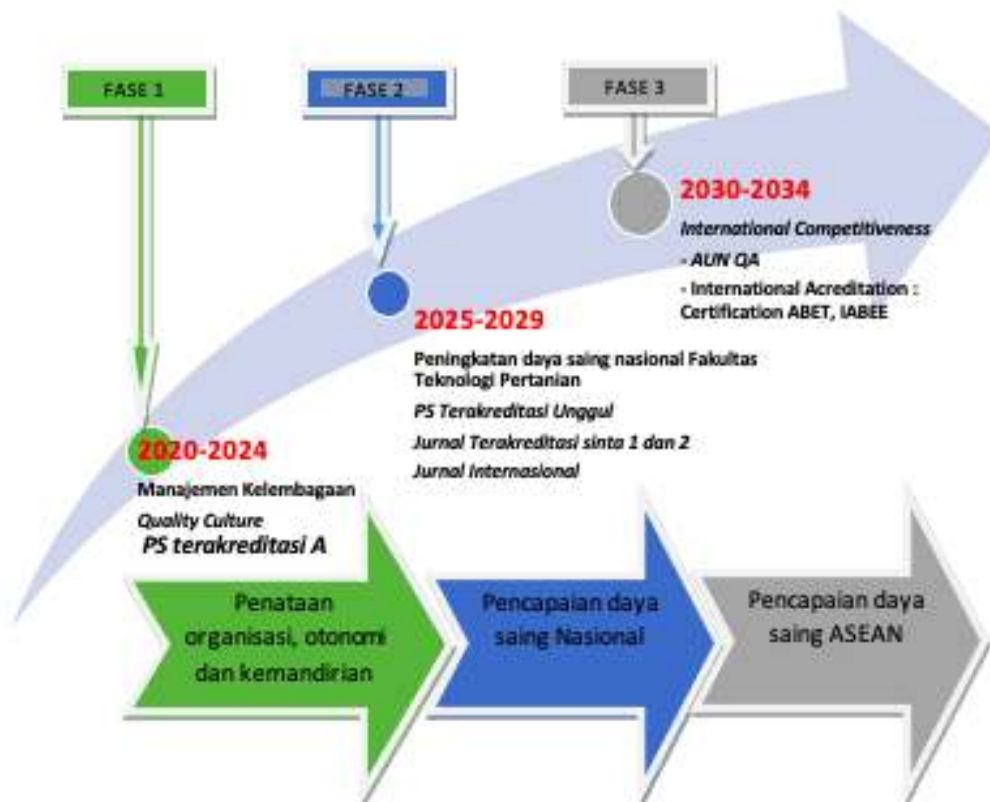 FASE 1
FASE 2
FASE 3
2030-2034
International Competitiveness
- AUN QA
- International Acreditation :
Certification ABET, IABEE
2025-2029
Peningkatan daya saing nasional Fakultas
Teknologi Pertanian
PS Terakreditasi Unggul
Jurnal Terakreditasi sinta 1 dan 2
Jurnal Internasional
2020-2024
Manajemen Kelembagaan
Quality Culture
PS terakreditasi A
Penataan
organisasi, otonomi
dan kemandirian
Pencapaian daya
saing Nasional
Pencapaian daya
saing ASEAN